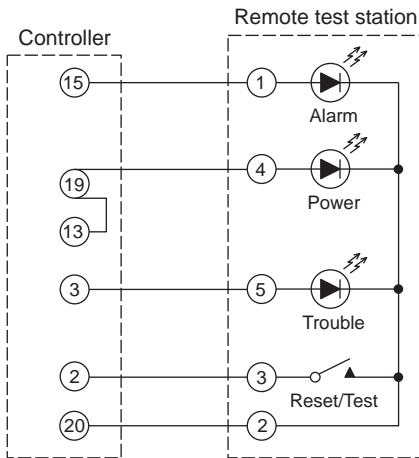 Remote test station
Controller
15
1
Alarm
19
4
Power
13
3
5
Trouble
2
3
Reset/Test
20
2